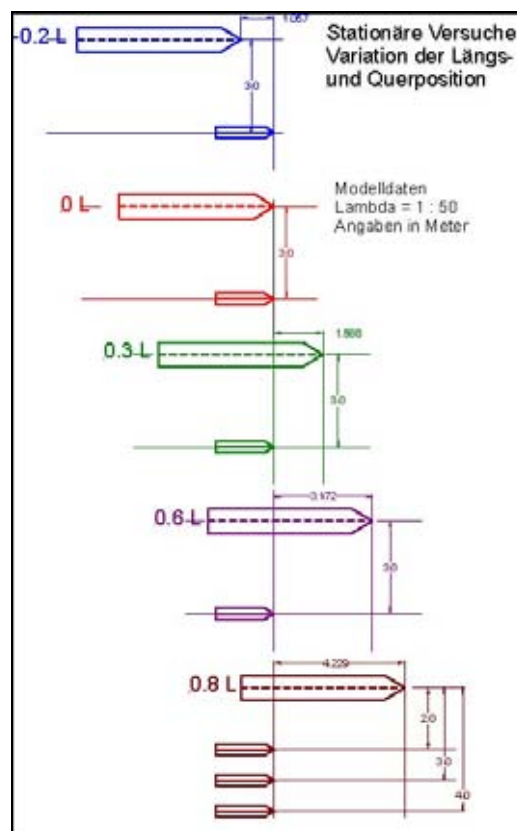 -0.2 L
1.057
Stationäre Versuche
Variation der Längs-
und Querposition
3.0
0 L
Modelldaten
Lambda = 1 : 50
Angaben in Meter
3.0
0.3 L
3.0
0.6 L
3.0
0.8 L
4.229
2.0
3.0
4.0